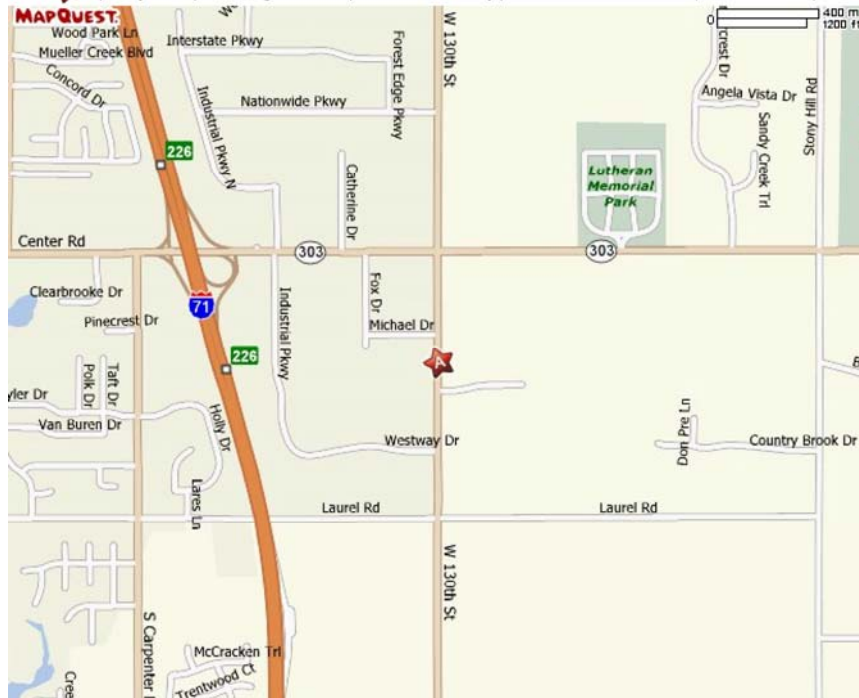 MAPQUEST.
400 m
1200 ft
0
Wood Park Ln
Mueller Creek Blvd
Concord Dr
Interstate Pkwy
Nationwide Pkwy
Industrial Pkwy N
Forest Edge Pkwy
W 130th St
Angela Vista Dr
Sandy Creek Trl
Stony Hill Rd
226
Catherine Dr
Lutheran
Memorial
Park
Center Rd
303
303
Clearbrooke Dr
Pinecrest Dr
71
Industrial Pkwy
Fox Dr
Michael Dr
226
A
Polk Dr
Taft Dr
Van Buren Dr
Holly Dr
Westway Dr
Don Pre Ln
Country Brook Dr
Lares Ln
Laurel Rd
Laurel Rd
W 130th St
S Carpenter
McCracken Trl
Trentwood Ct